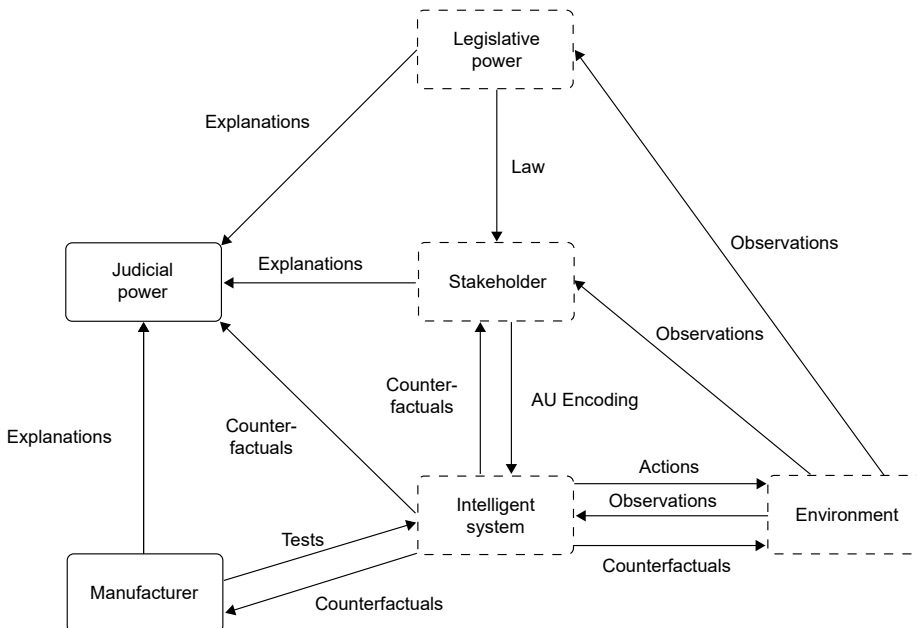 Legislative
power
Explanations
Law
Observations
Judicial
power
Explanations
Stakeholder
Observations
Counter-
factuals
AU Encoding
Explanations
Counter-
factuals
Actions
Intelligent
system
Observations
Environment
Tests
Counterfactuals
Manufacturer
Counterfactuals